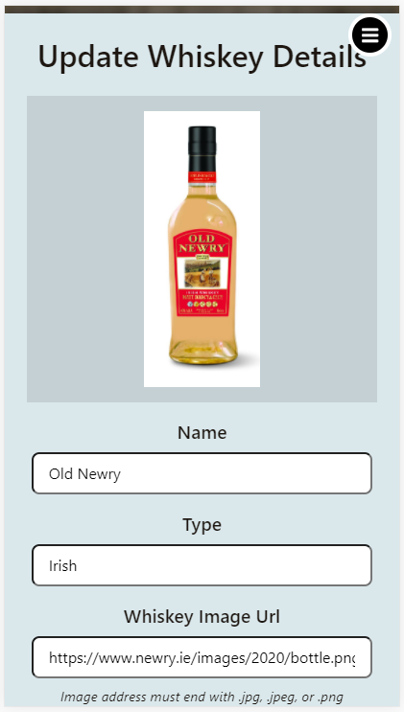 Update Whiskey Details
OLD
NEWRY
Name
Old Newry
Type
Irish
Whiskey Image Url
https://www.newry.ie/images/2020/bottle.png
Image address must end with .jpg, .jpeg, or .png